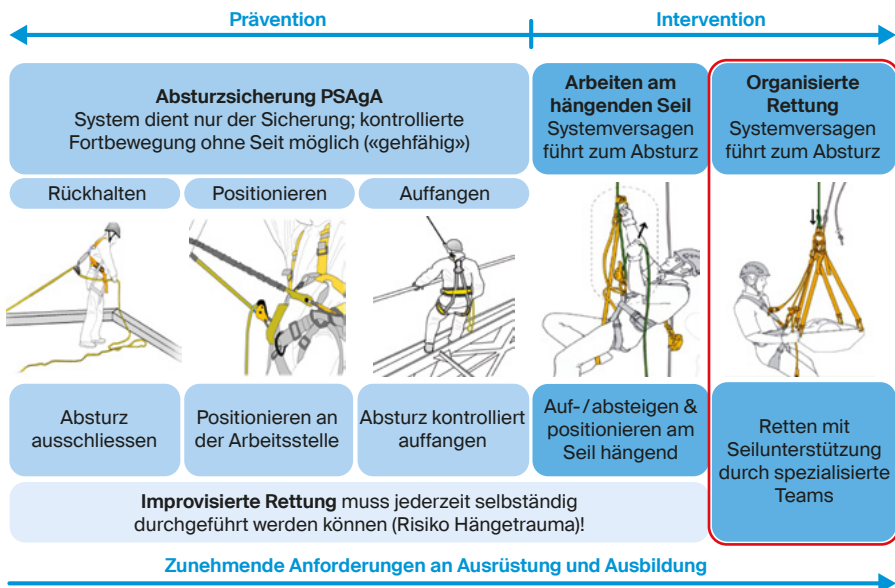 Prävention
Intervention
Absturzsicherung PSAgA
System dient nur der Sicherung; kontrollierte
Fortbewegung ohne Seit möglich («gehfähig»)
Arbeiten am
hängenden Seil
Systemversagen
führt zum Absturz
Organisierte
Rettung
Systemversagen
führt zum Absturz
Rückhalten
Positionieren
Auffangen
Absturz
ausschliessen
Positionieren an
der Arbeitsstelle
Absturz kontrolliert
auffangen
Auf-/absteigen &
positionieren am
Seil hängend
Retten mit
Seilunterstützung
durch spezialisierte
Teams
Improvisierte Rettung muss jederzeit selbständig
durchgeführt werden können (Risiko Hängetrauma)!
Zunehmende Anforderungen an Ausrüstung und Ausbildung